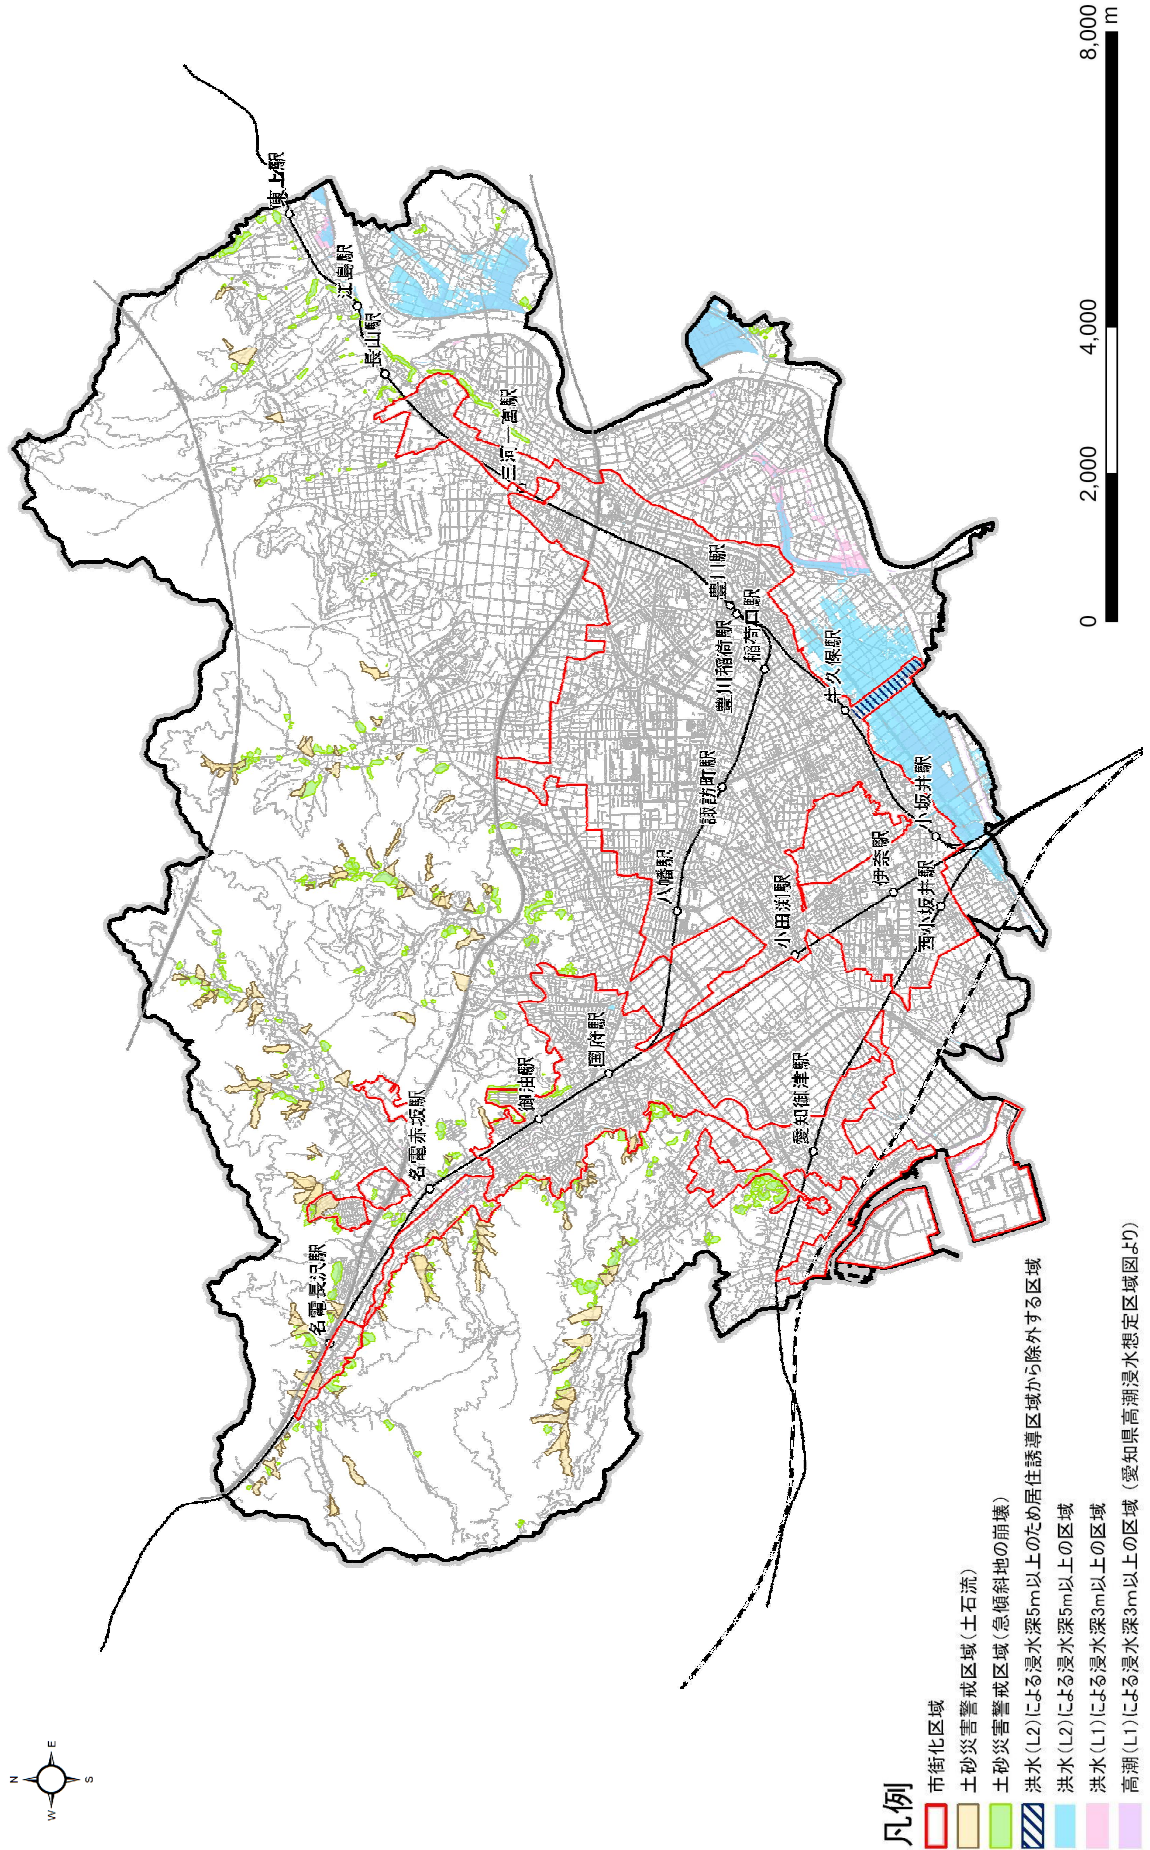 東上駅
江島駅
長山駅
三河一宮駅
豊川駅
豊川稲荷駅
稲荷口駅
牛久保駅
諏訪町駅
小坂井駅
八幡駅
伊奈駅
小田渕駅
西小坂井駅
国府駅
御油駅
愛知御津駅
名電赤坂駅
名電長沢駅
N
W
E
S
凡例
市街化区域
土砂災害警戒区域(土石流)
土砂災害警戒区域(急傾斜地の崩壊)
洪水(L2)による浸水深5m以上のため居住誘導区域から除外する区域
洪水(L2)による浸水深5m以上の区域
洪水(L1)による浸水深3m以上の区域
高潮(L1)による浸水深3m以上の区域(愛知県高潮浸水想定区域図より)
0 2,000 4,000 8,000
m